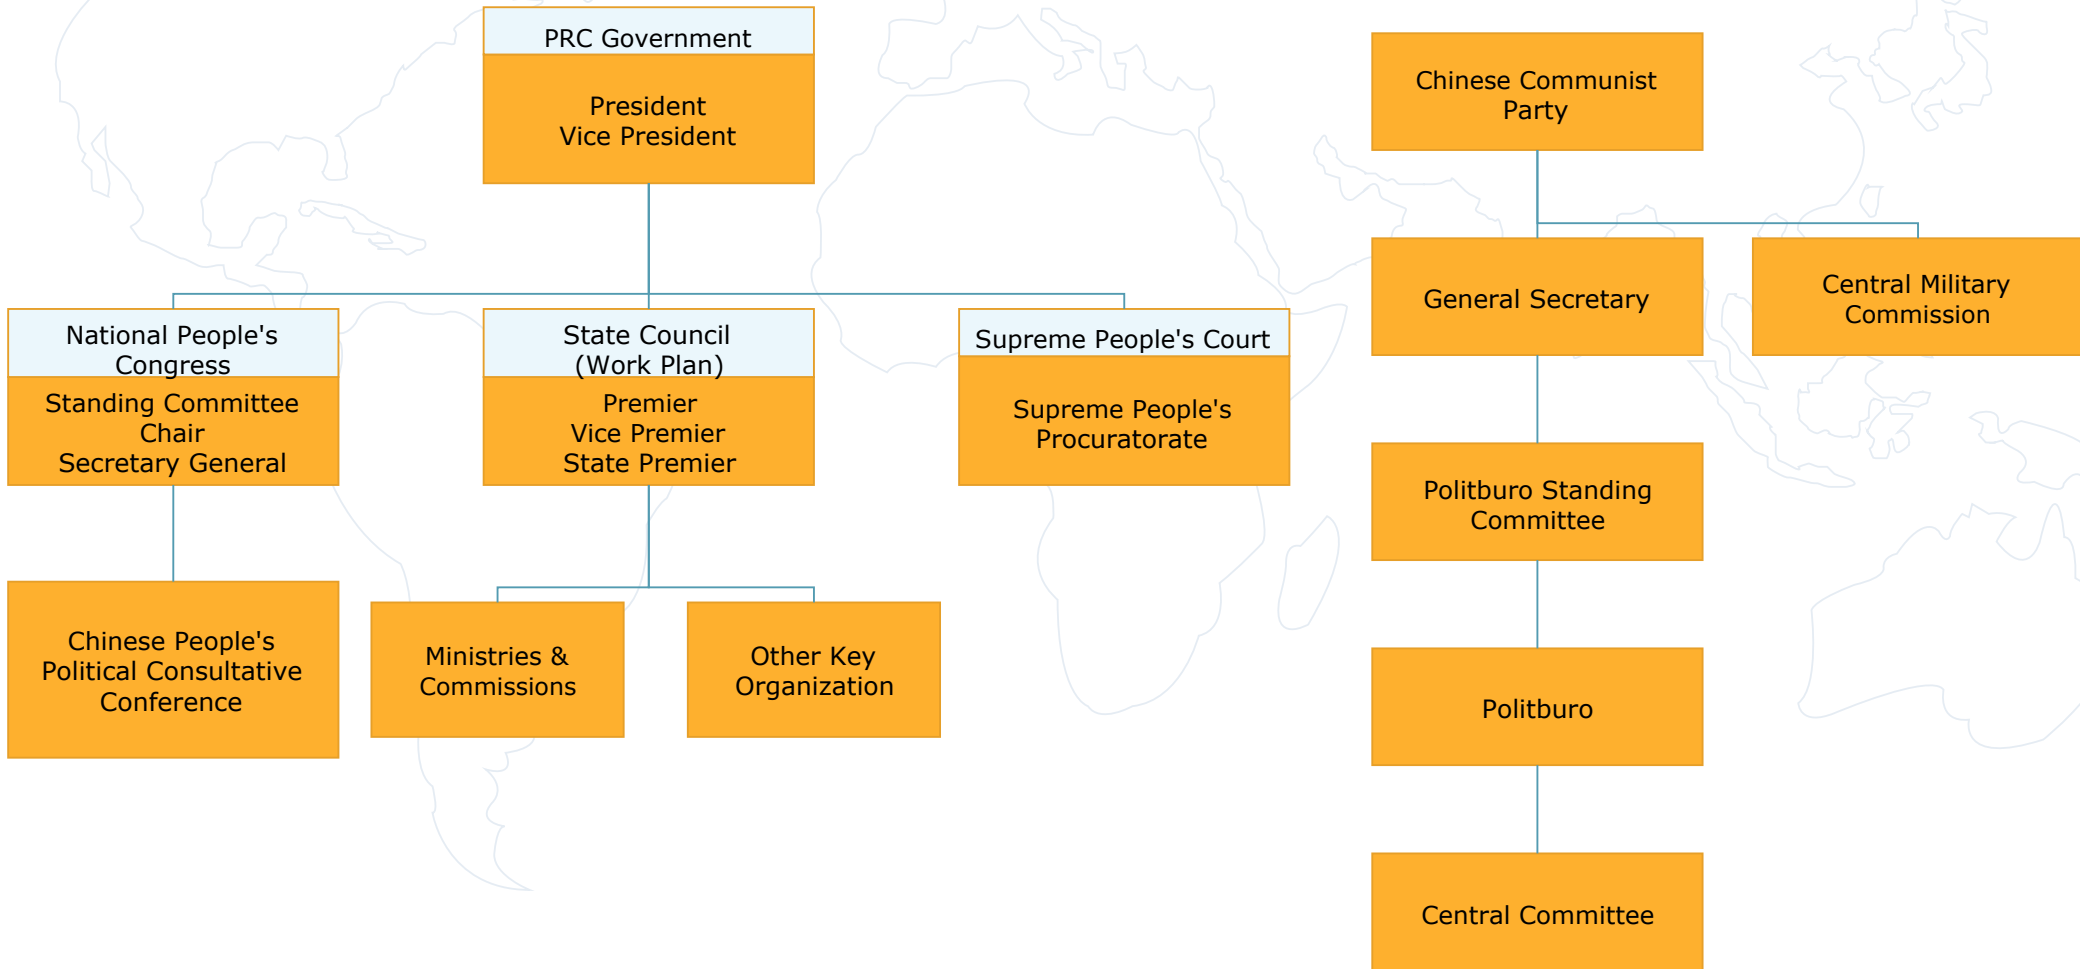 PRC Government
President
Vice President
National People's
Congress
Standing Committee
Chair
Secretary General
State Council
(Work Plan)
Premier
Vice Premier
State Premier
Supreme People's Court
Supreme People's
Procuratorate
Chinese People's
Political Consultative
Conference
Ministries &
Commissions
Other Key
Organization
Chinese Communist
Party
General Secretary
Central Military
Commission
Politburo Standing
Committee
Politburo
Central Committee